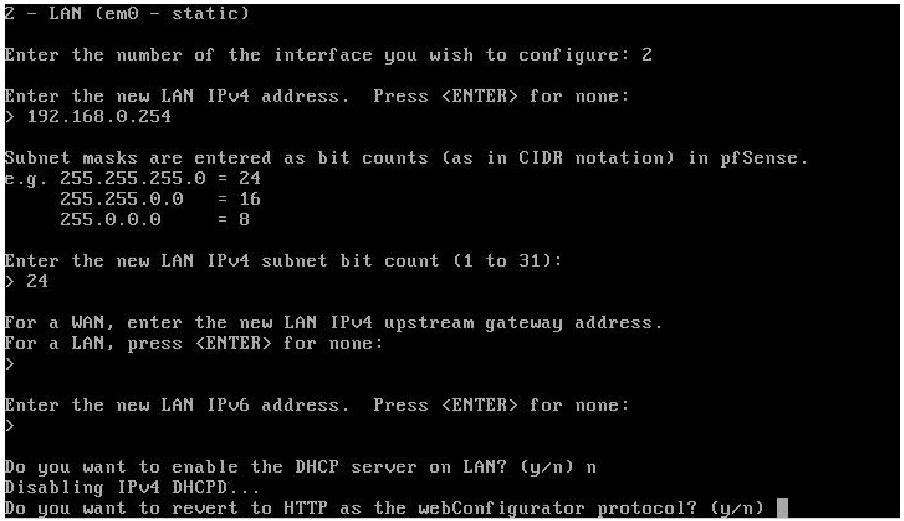 2 - LAN (em0 - static)
Enter the number of the interface you wish to configure: 2
Enter the new LAN IPv4 address.  Press <ENTER> for none:
> 192.168.0.254
Subnet masks are entered as bit counts (as in CIDR notation) in pfSense.
e.g. 255.255.255.0 = 24
     255.255.0.0   = 16
     255.0.0.0     = 8
Enter the new LAN IPv4 subnet bit count (1 to 31):
> 24
For a WAN, enter the new LAN IPv4 upstream gateway address.
For a LAN, press <ENTER> for none:
>
Enter the new LAN IPv6 address.  Press <ENTER> for none:
>
Do you want to enable the DHCP server on LAN? (y/n) n
Disabling IPv4 DHCPD...
Do you want to revert to HTTP as the webConfigurator protocol? (y/n)